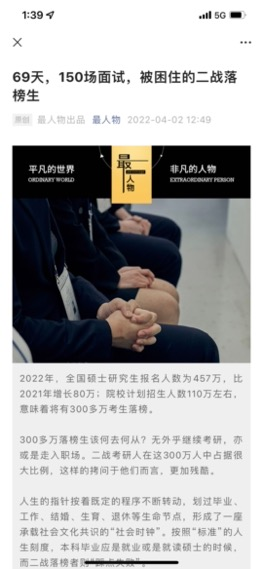 1:39
5G
69天，150场面试，被困住的二战落
榜生
原创 最人物出品 最人物 2022-04-02 12:49
平凡的世界
ORDINARY WORLD
最人物
非凡的人物
EXTRAORDINARY PERSON
2022年，全国硕士研究生报名人数为457万，比
2021年增长80万；院校计划招生人数110万左右，
意味着将有300多万考生落榜。
300多万落榜生该何去何从？无外乎继续考研，亦
或是走入职场。二战考研人在这300万人中占据很
大比例，这样的拷问于他们而言，更加残酷。
人生的指针按着既定的程序不断转动，划过毕业、
工作、结婚、生育、退休等生命节点，形成了一座
承载社会文化共识的“社会时钟”。按照“标准”的人
生刻度，本科毕业应是就业或是就读硕士的时候，
而二战落榜者则